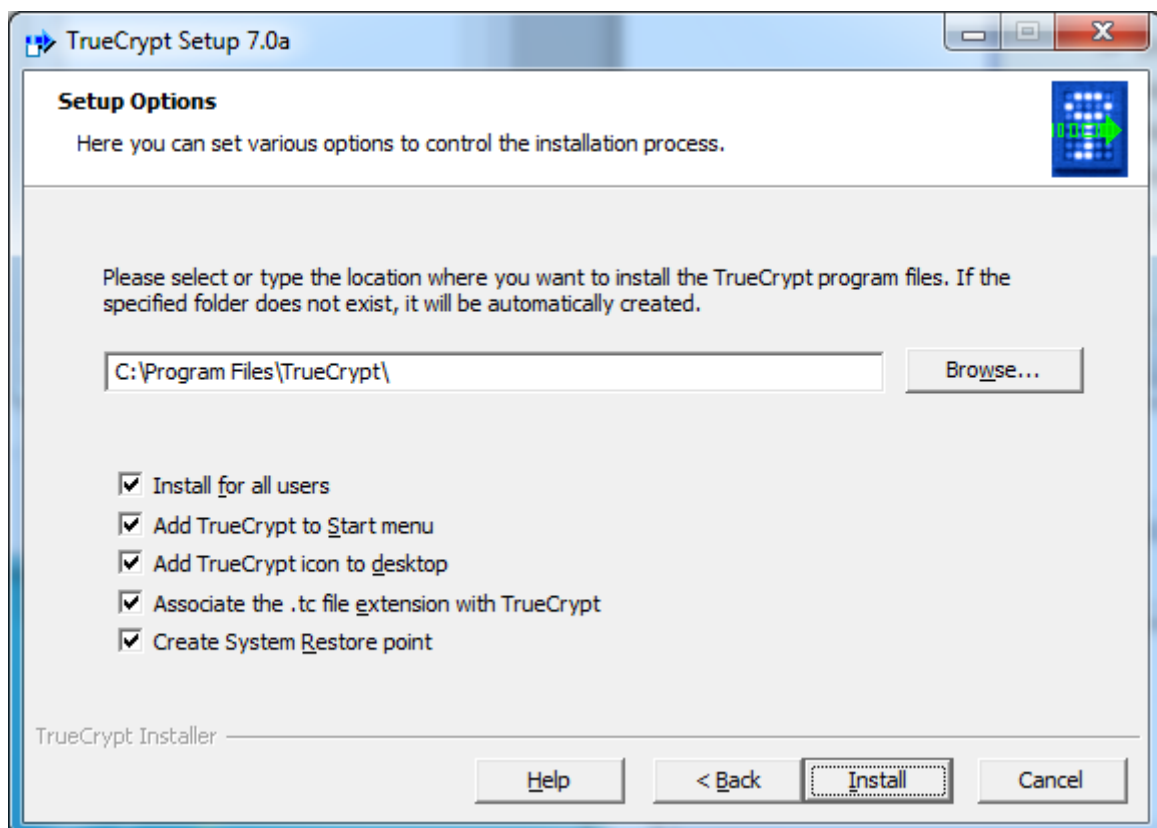 TrueCrypt Setup 7.0a
Setup Options
Here you can set various options to control the installation process.
Please select or type the location where you want to install the TrueCrypt program files. If the
specified folder does not exist, it will be automatically created.
C:\Program Files\TrueCrypt\
Browse...
Install for all users
Add TrueCrypt to Start menu
Add TrueCrypt icon to desktop
Associate the .tc file extension with TrueCrypt
Create System Restore point
TrueCrypt Installer
Help
< Back
Install
Cancel